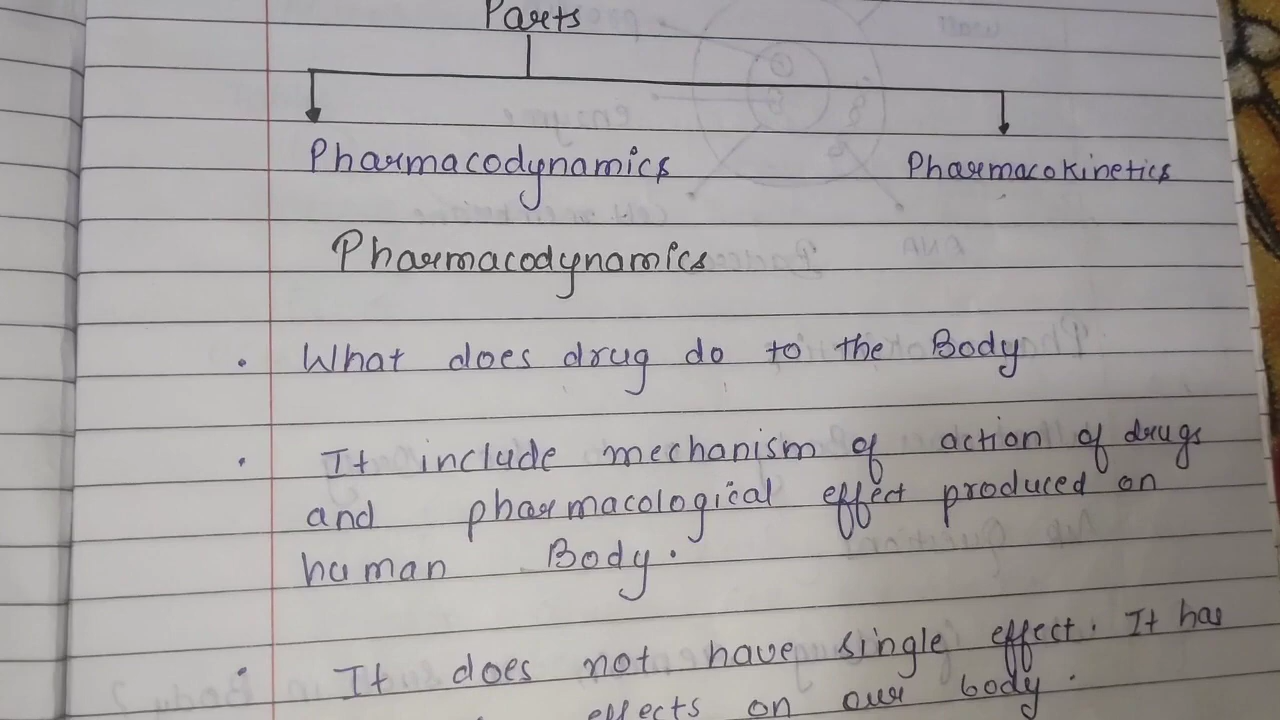 Parts
Pharmacodynamics Pharmacokinetics
Pharmacodynamics
• What does drug do to the Body
• It include mechanism of action of drugs
and pharmacological effect produced on
human Body.
• It does not have single effect. It has
effects on our body.